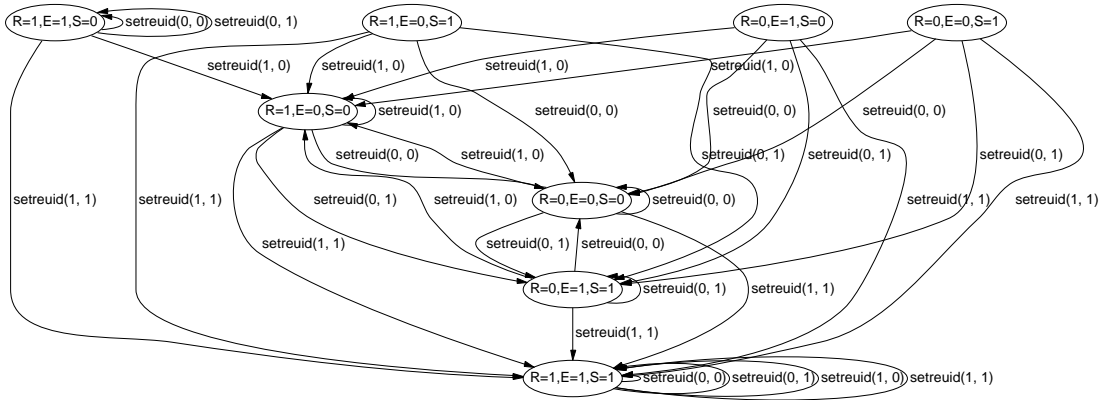 R=1,E=1,S=0
setreuid(0, 0)
setreuid(0, 1)
R=1,E=0,S=1
R=0,E=1,S=0
R=0,E=0,S=1
setreuid(1, 0)
setreuid(1, 0)
setreuid(1, 0)
setreuid(1, 0)
R=1,E=0,S=0
setreuid(1, 0)
setreuid(0, 0)
setreuid(0, 0)
setreuid(0, 0)
setreuid(0, 0)
setreuid(1, 0)
setreuid(0, 1)
setreuid(0, 1)
setreuid(0, 1)
setreuid(1, 1)
setreuid(1, 1)
setreuid(0, 1)
setreuid(1, 0)
R=0,E=0,S=0
setreuid(0, 0)
setreuid(1, 1)
setreuid(1, 1)
setreuid(0, 1)
setreuid(0, 0)
R=0,E=1,S=1
setreuid(0, 1)
setreuid(1, 1)
setreuid(1, 1)
R=1,E=1,S=1
setreuid(0, 0)
setreuid(0, 1)
setreuid(1, 0)
setreuid(1, 1)